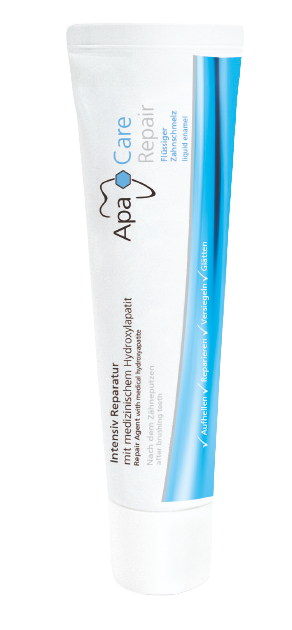 Apa Care
Repair
Flüssiger
Zahnschmelz
liquid enamel
Intensiv Reparatur
mit medizinischem Hydroxylapatit
Repair Agent with medical hydroxyapatite
Nach dem Zähneputzen
after brushing teeth
✓ Aufhellen ✓ Reparieren ✓ Versiegeln ✓ Glätten